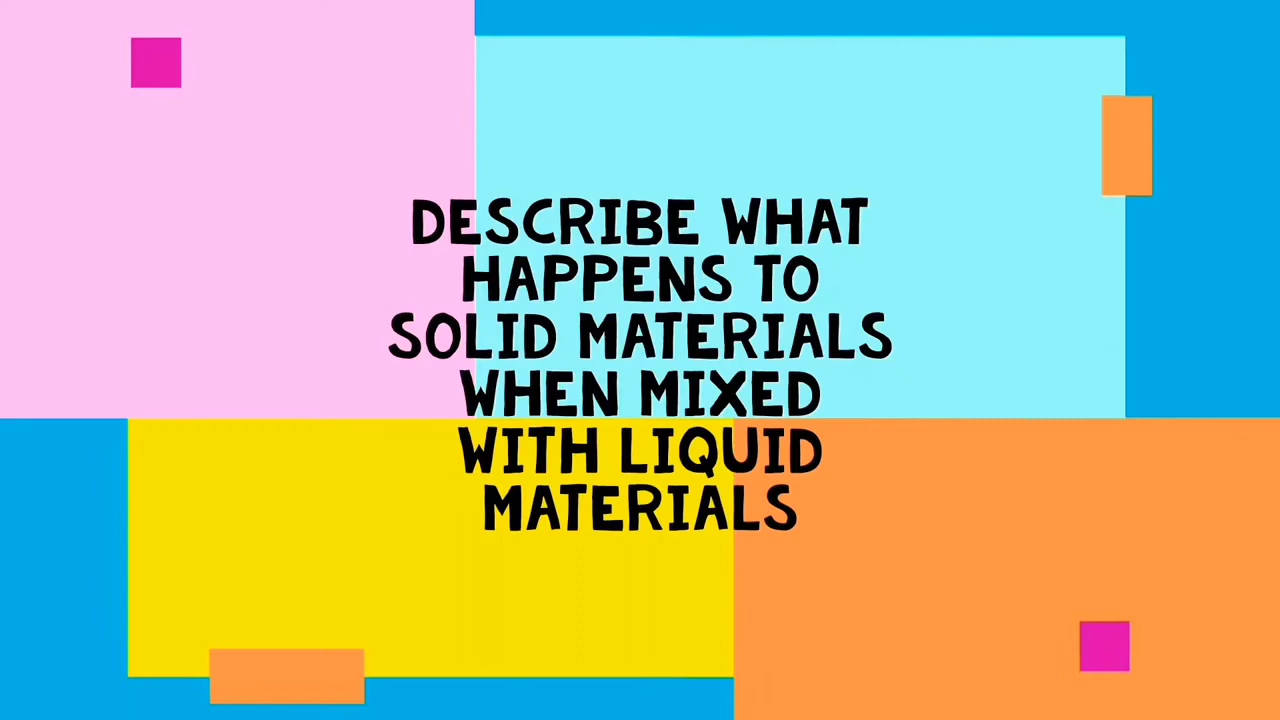 DESCRIBE WHAT
HAPPENS TO
SOLID MATERIALS
WHEN MIXED
WITH LIQUID
MATERIALS